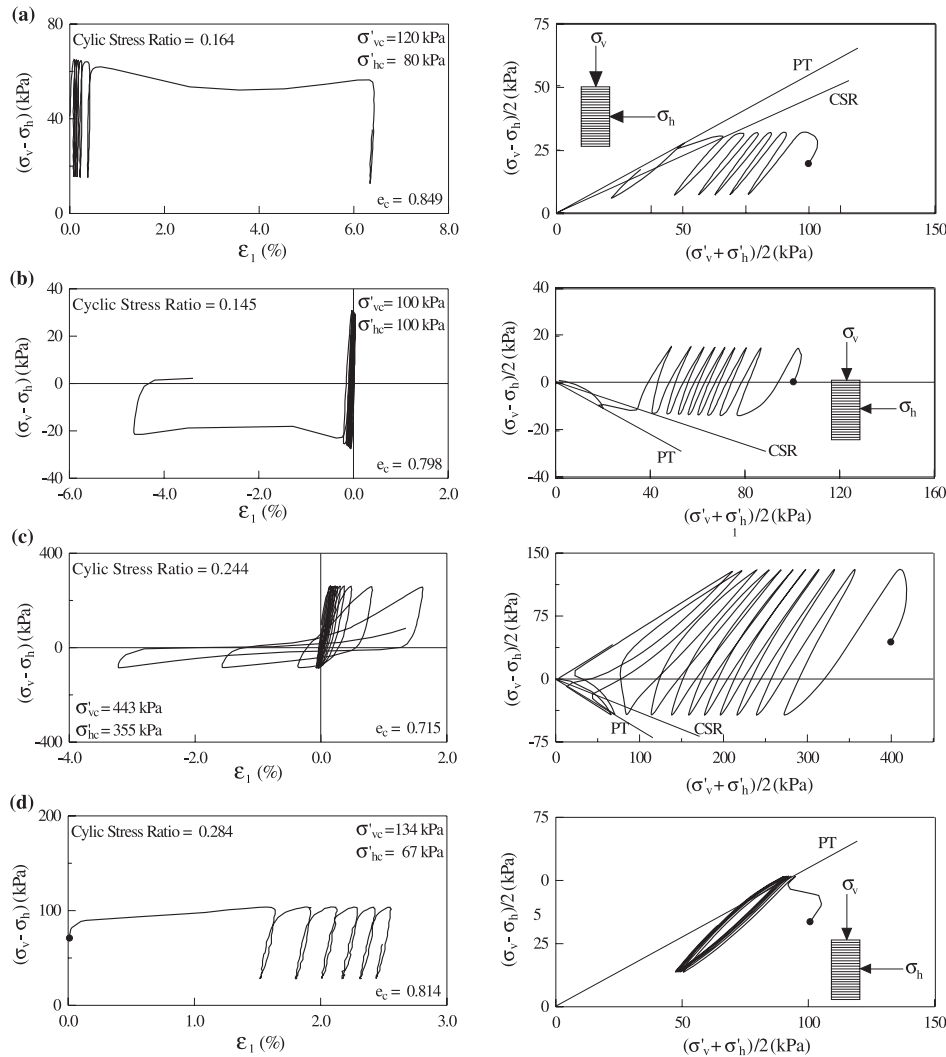 (a)
80
60
40
20
0
(σv - σh) (kPa)
Cyclic Stress Ratio = 0.164
σ'vc = 120 kPa
σ'hc = 80 kPa
ec = 0.849
0.0 2.0 4.0 6.0 8.0
ε1 (%)
75
50
25
0
(σv - σh)/2 (kPa)
σv
σh
PT
CSR
0 50 100 150
(σ'v + σ'h)/2 (kPa)
(b)
40
20
0
-20
-40
(σv - σh) (kPa)
Cyclic Stress Ratio = 0.145
σ'vc = 100 kPa
σ'hc = 100 kPa
ec = 0.798
-6.0 -4.0 -2.0 0.0 2.0
ε1 (%)
40
20
0
-20
-40
(σv - σh)/2 (kPa)
σv
σh
PT
CSR
0 40 80 120 160
(σ'v + σ'h)/2 (kPa)
1
(c)
400
200
0
-200
-400
(σv - σh) (kPa)
Cylic Stress Ratio = 0.244
σ'vc = 443 kPa
σ'hc = 355 kPa
ec = 0.715
-4.0 -2.0 0.0 2.0
ε1 (%)
150
75
0
-75
(σv - σh)/2 (kPa)
PT
CSR
0 100 200 300 400
(σ'v + σ'h)/2 (kPa)
(d)
200
100
0
(σv - σh) (kPa)
Cyclic Stress Ratio = 0.284
σ'vc = 134 kPa
σ'hc = 67 kPa
ec = 0.814
0.0 1.0 2.0 3.0
ε1 (%)
75
0
5
25
0
(σv - σh)/2 (kPa)
PT
σv
σh
0 50 100 150
(σ'v + σ'h)/2 (kPa)